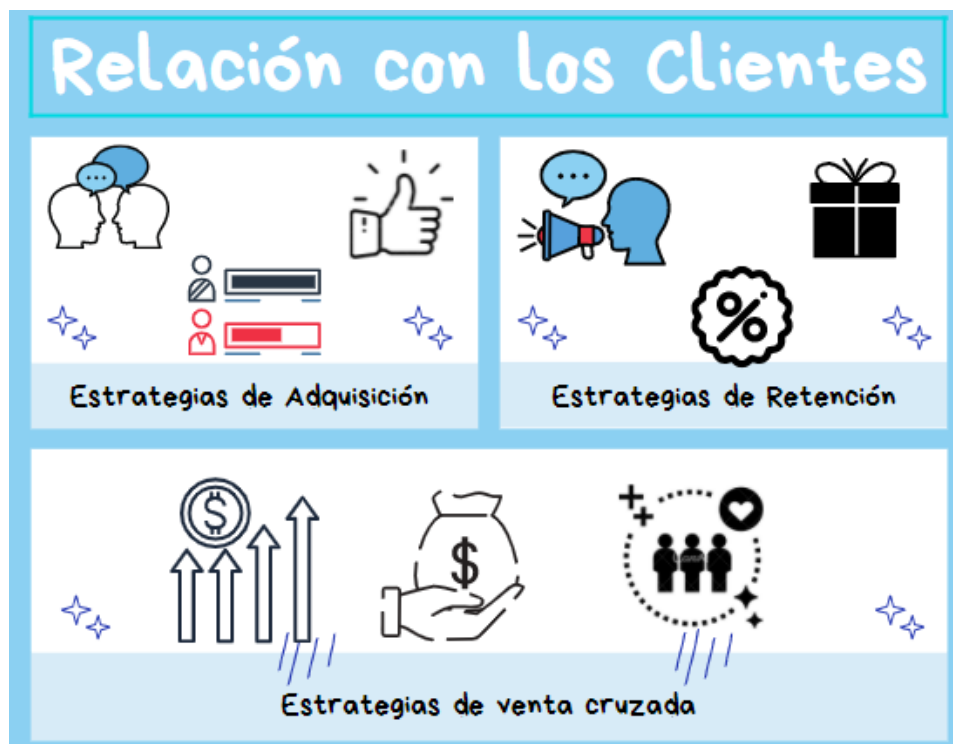 Relación con los Clientes
Estrategias de Adquisición
Estrategias de Retención
$
$
Estrategias de venta cruzada